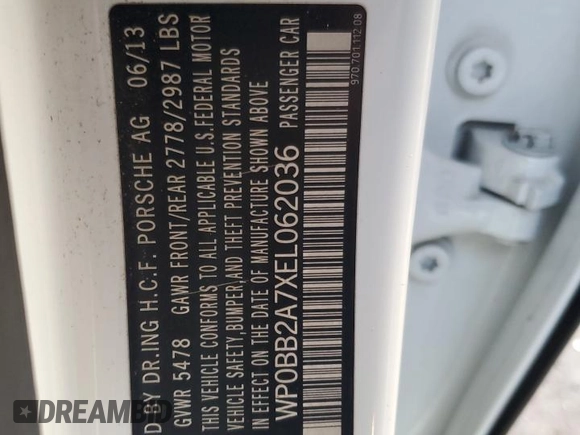 D BY DR.ING H.C.F. PORSCHE AG 06/13
GVWR 5478 GAWR FRONT/REAR 2778/2987 LBS
THIS VEHICLE CONFORMS TO ALL APPLICABLE U.S.FEDERAL MOTOR
VEHICLE SAFETY,BUMPER,AND THEFT PREVENTION STANDARDS
IN EFFECT ON THE DATE OF MANUFACTURE SHOWN ABOVE
WP0BB2A7XEL062036 PASSENGER CAR
970.701.112.08
DREAMBID